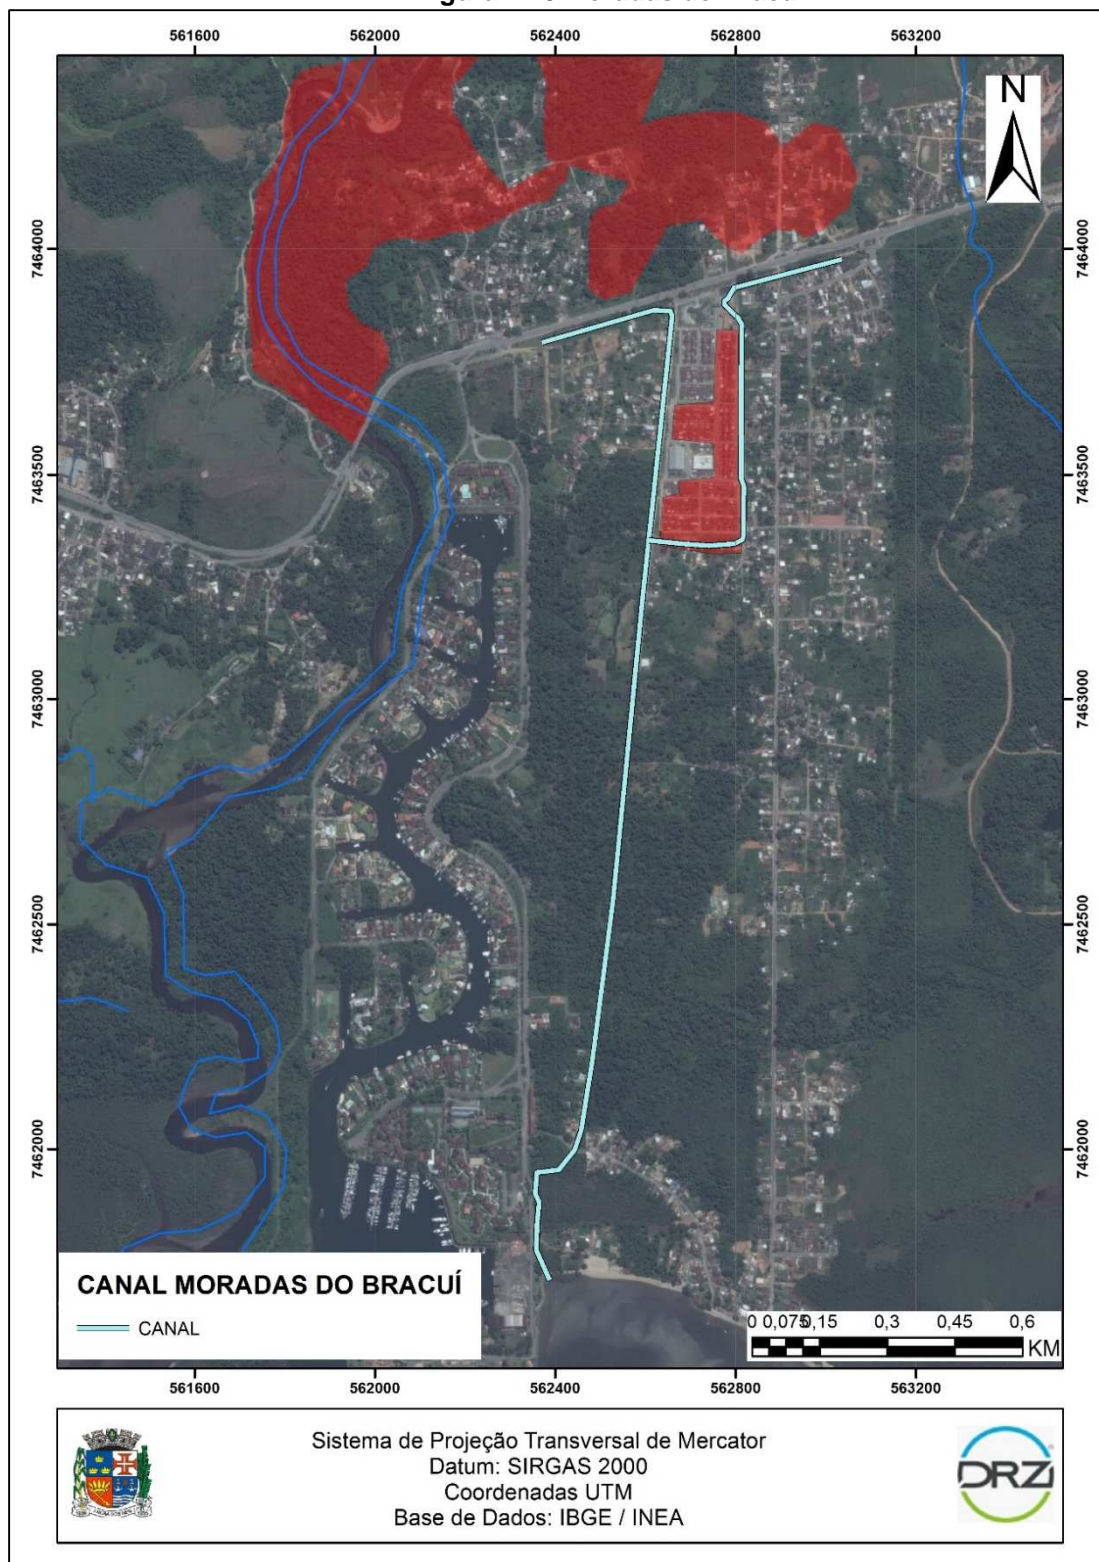 561600 562000 562400 562800 563200
N
7464000 7464000
7463500 7463500
7463000 7463000
7462500 7462500
7462000 7462000
CANAL MORADAS DO BRACUÍ
CANAL
0 0,075 0,15 0,3 0,45 0,6
KM
561600 562000 562400 562800 563200
Sistema de Projeção Transversal de Mercator
Datum: SIRGAS 2000
Coordenadas UTM
Base de Dados: IBGE / INEA
DRZ